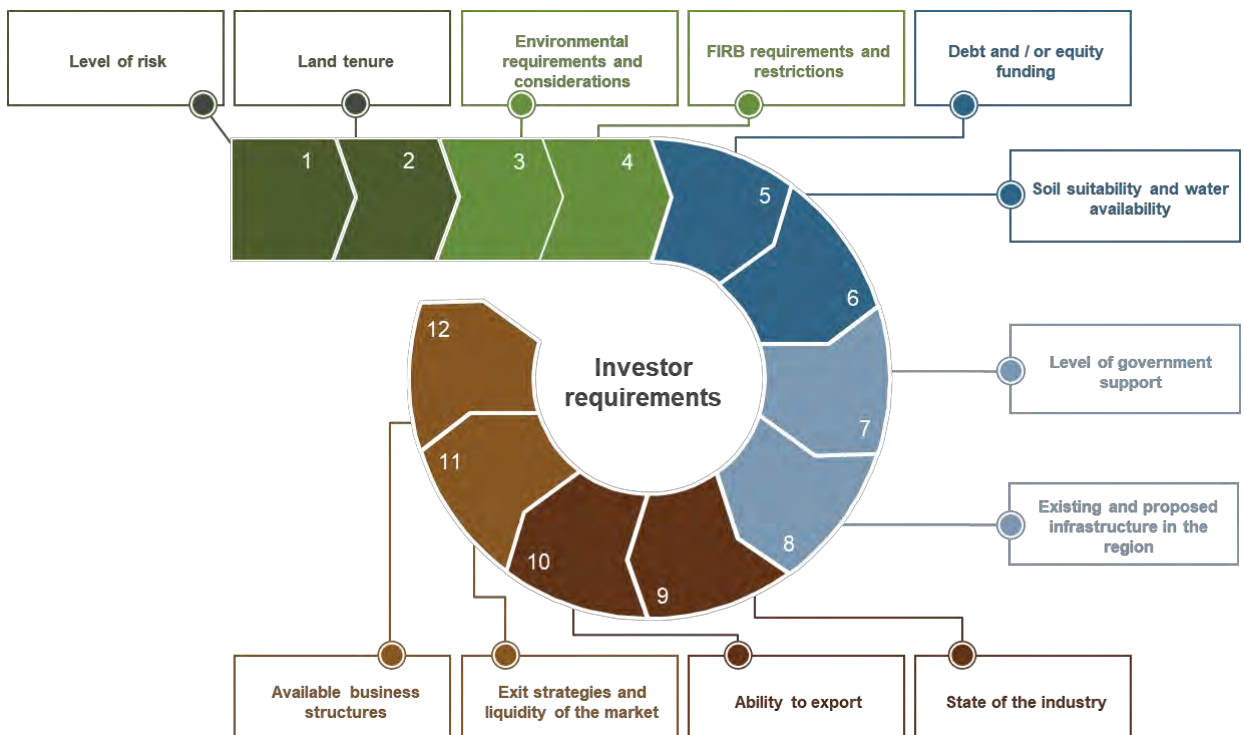 Level of risk
Land tenure
Environmental
requirements and
considerations
FIRB requirements and
restrictions
Debt and / or equity
funding
1
2
3
4
5
Soil suitability and water
availability
6
Level of government
support
7
Existing and proposed
infrastructure in the
region
8
9
10
11
12
Investor
requirements
Available business
structures
Exit strategies and
liquidity of the market
Ability to export
State of the industry